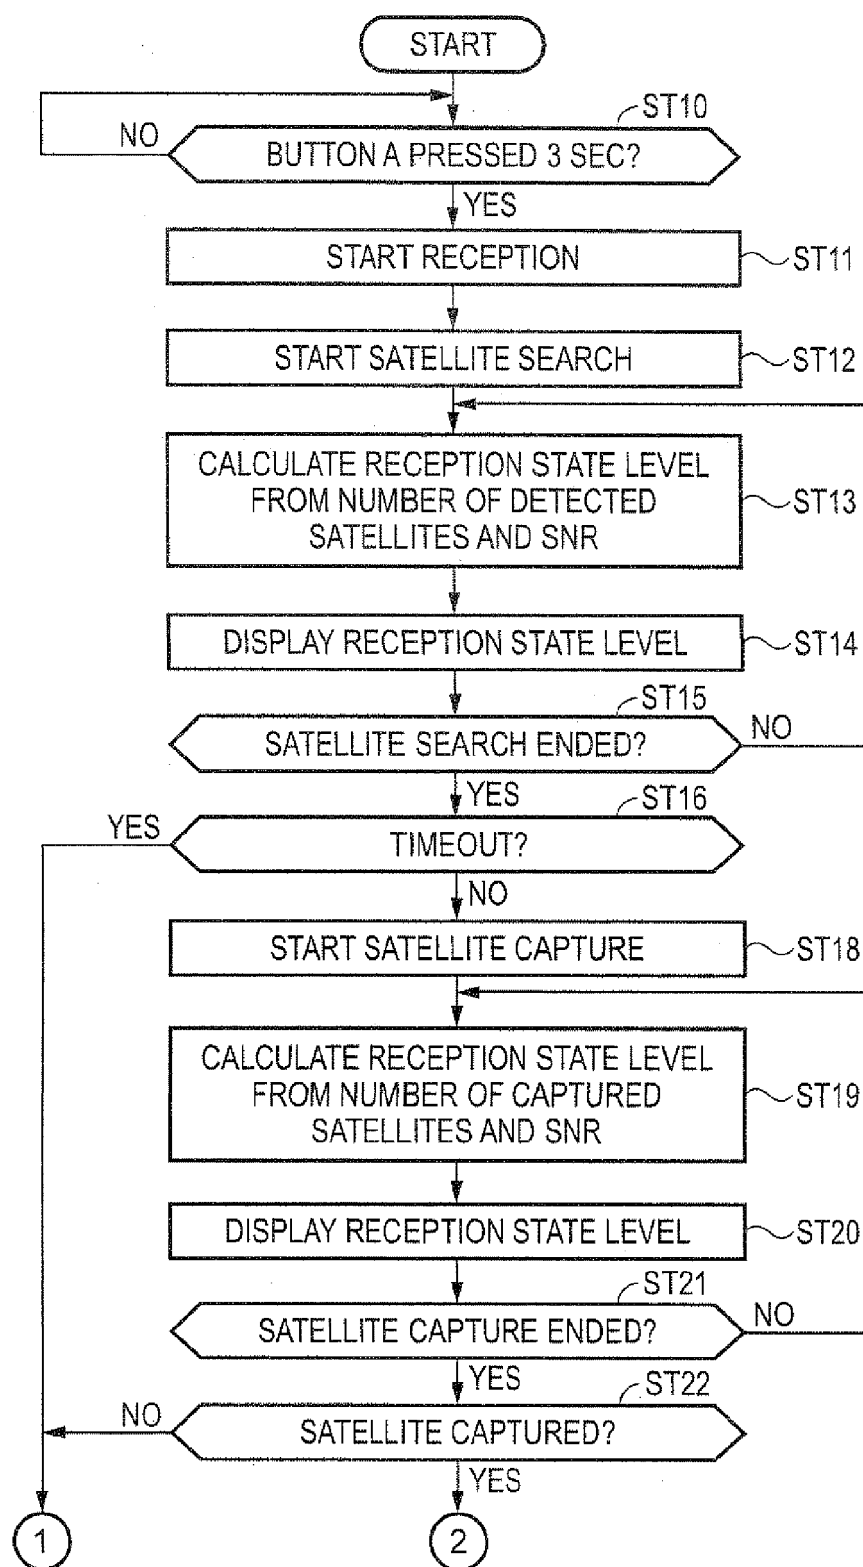 START
ST10
NO
BUTTON A PRESSED 3 SEC?
YES
START RECEPTION
ST11
START SATELLITE SEARCH
ST12
CALCULATE RECEPTION STATE LEVEL
FROM NUMBER OF DETECTED
SATELLITES AND SNR
ST13
DISPLAY RECEPTION STATE LEVEL
ST14
ST15
SATELLITE SEARCH ENDED?
NO
YES
ST16
YES
TIMEOUT?
NO
START SATELLITE CAPTURE
ST18
CALCULATE RECEPTION STATE LEVEL
FROM NUMBER OF CAPTURED
SATELLITES AND SNR
ST19
DISPLAY RECEPTION STATE LEVEL
ST20
ST21
SATELLITE CAPTURE ENDED?
NO
YES
ST22
NO
SATELLITE CAPTURED?
YES
1
2